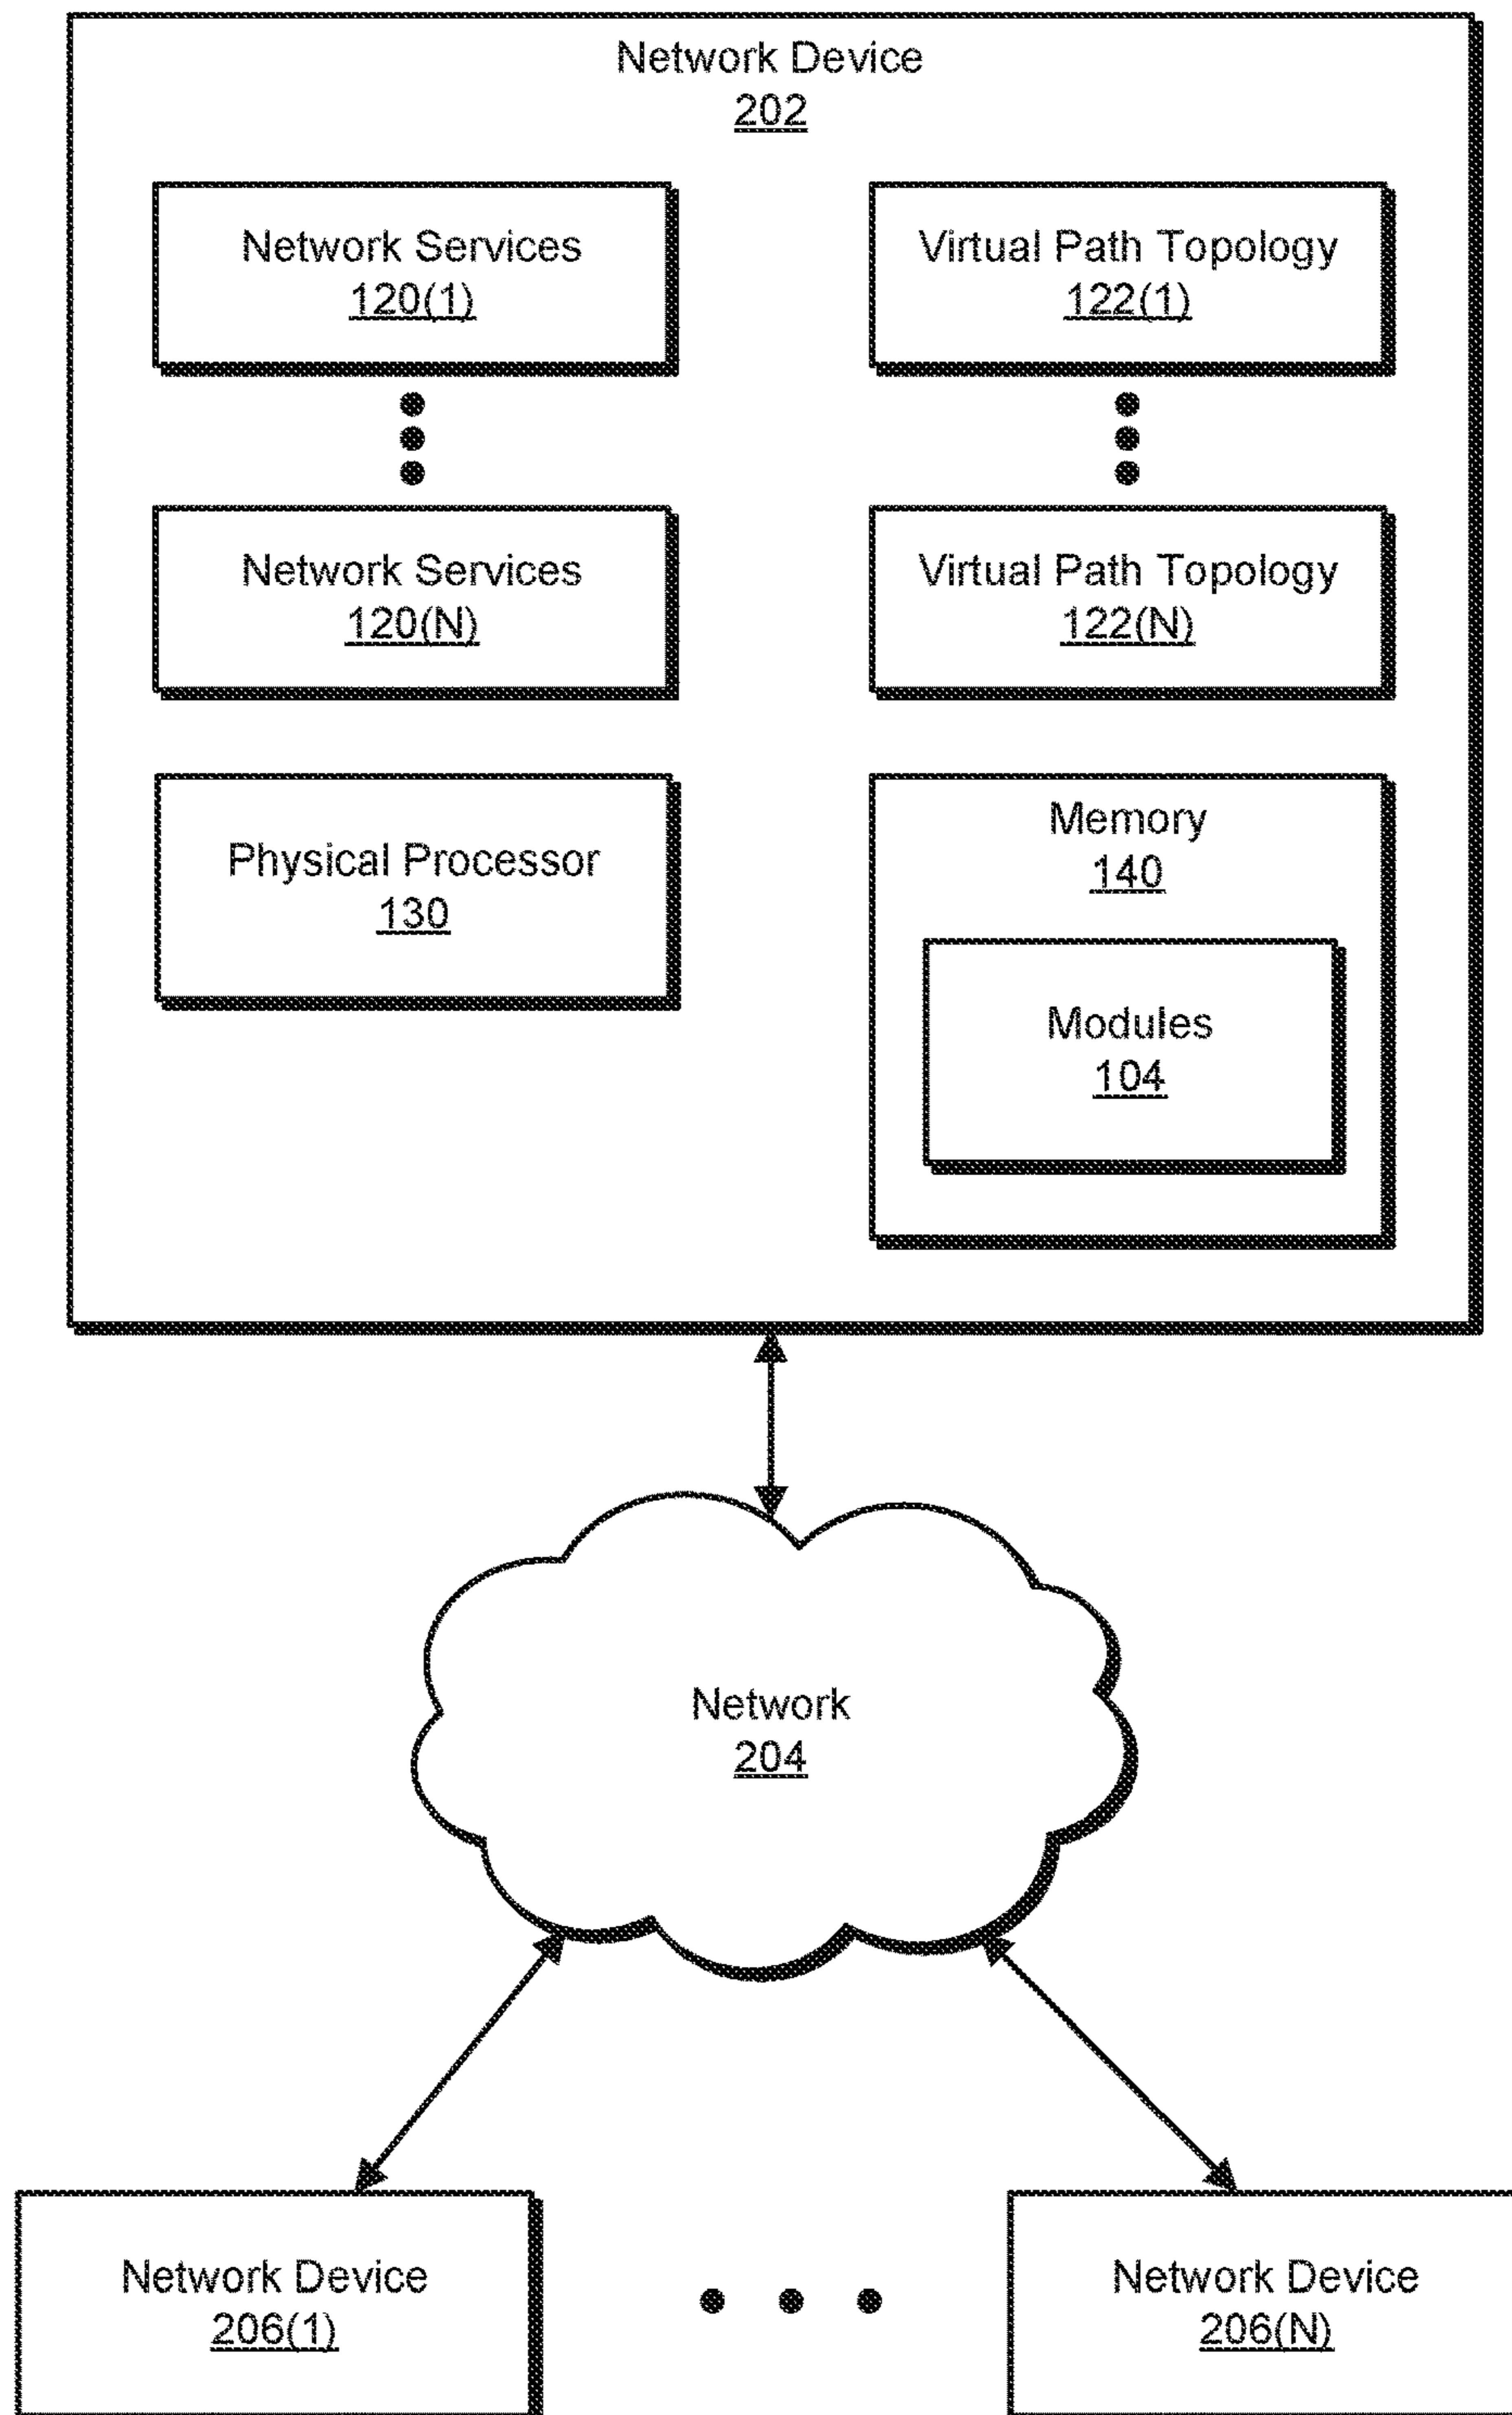 Network Device
202
Network Services
120(1)
Virtual Path Topology
122(1)
Network Services
120(N)
Virtual Path Topology
122(N)
Physical Processor
130
Memory
140
Modules
104
Network
204
Network Device
206(1)
Network Device
206(N)